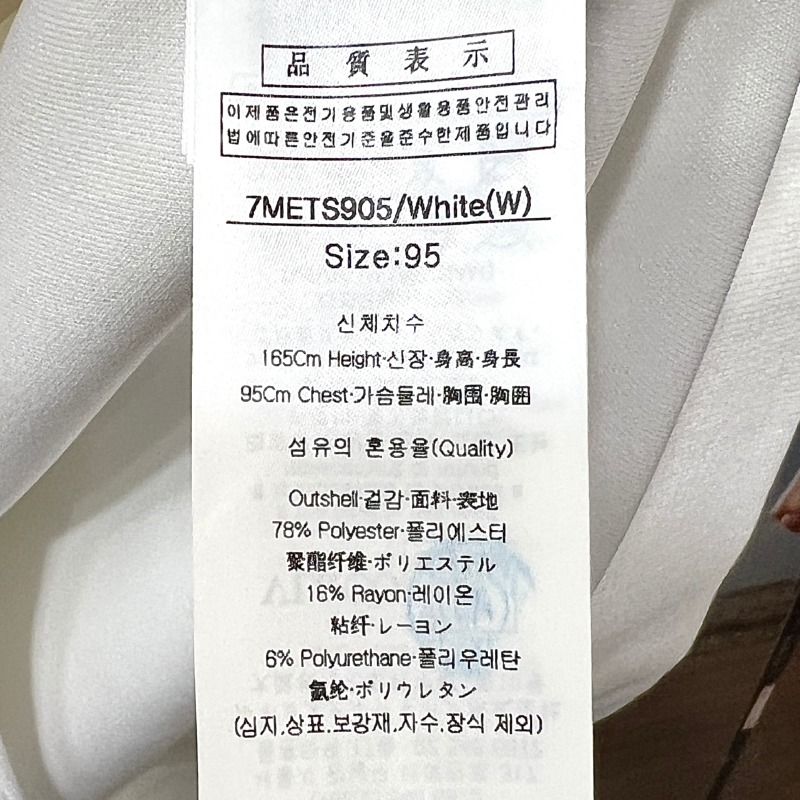 品 質 表 示
이제품은전기용품및생활용품안전관리
법에따른안전기준을준수한제품입니다
7METS905/White(W)
Size:95
신체치수
165Cm Height·신장·身高·身長
95Cm Chest·가슴둘레·胸围·胸囲
섬유의 혼용율(Quality)
Outshell·겉감·面料·表地
78% Polyester·폴리에스터
聚酯纤维·ポリエステル
16% Rayon·레이온
粘纤·レーヨン
6% Polyurethane·폴리우레탄
氨纶·ポリウレタン
(심지,상표,보강재,자수,장식 제외)